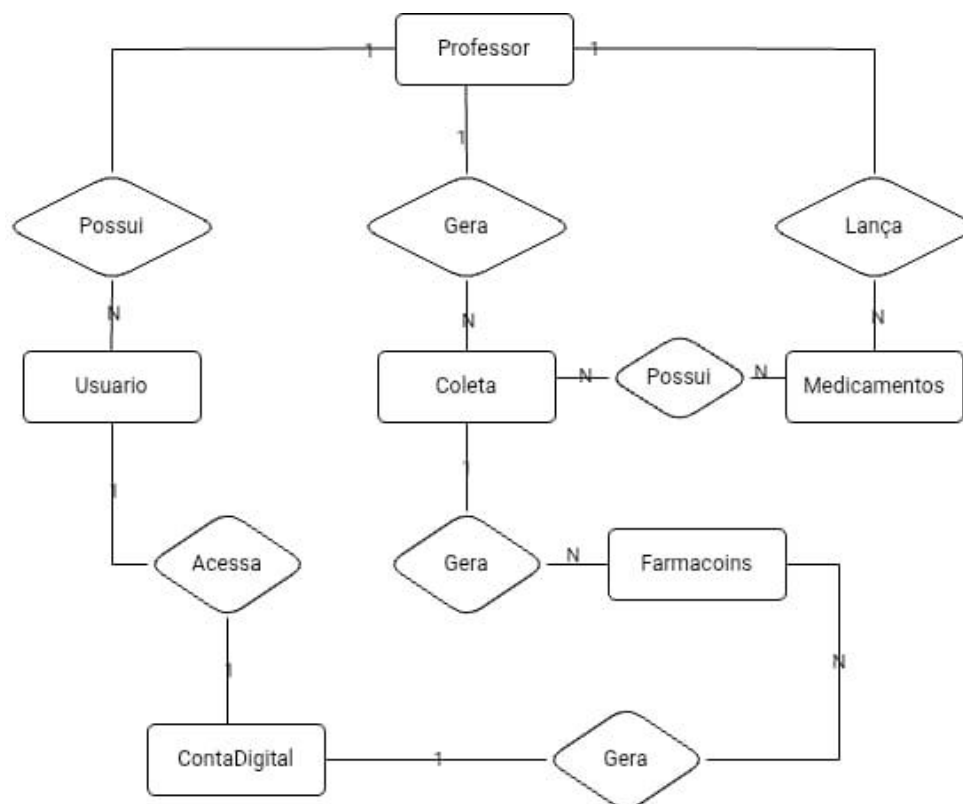 Professor
1
1
1
Possui
Gera
Lança
N
N
N
Usuario
Coleta
N
Possui
N
Medicamentos
1
1
Acessa
Gera
N
Farmacoins
1
N
ContaDigital
1
Gera